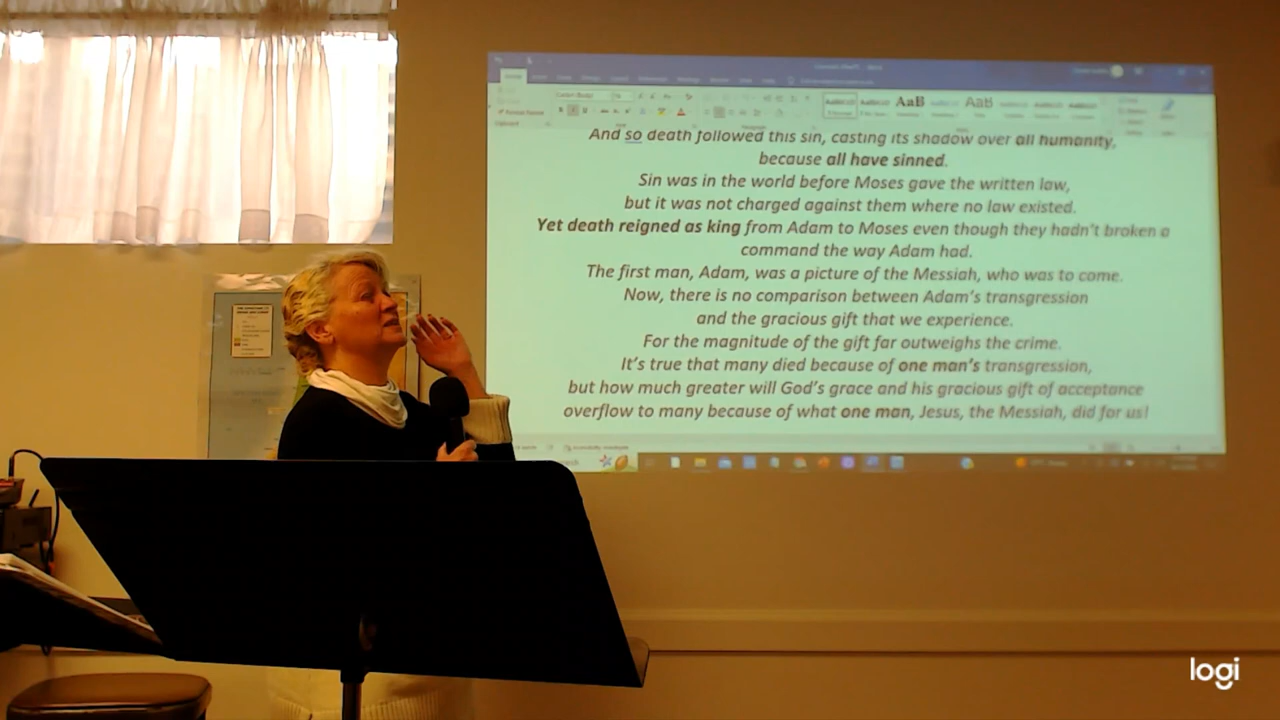 AaB
AaB
And so death followed this sin, casting its shadow over all humanity,
because all have sinned.
Sin was in the world before Moses gave the written law,
but it was not charged against them where no law existed.
Yet death reigned as king from Adam to Moses even though they hadn't broken a
command the way Adam had.
The first man, Adam, was a picture of the Messiah, who was to come.
Now, there is no comparison between Adam's transgression
and the gracious gift that we experience.
For the magnitude of the gift far outweighs the crime.
It's true that many died because of one man's transgression,
but how much greater will God's grace and his gracious gift of acceptance
overflow to many because of what one man, Jesus, the Messiah, did for us!
logi